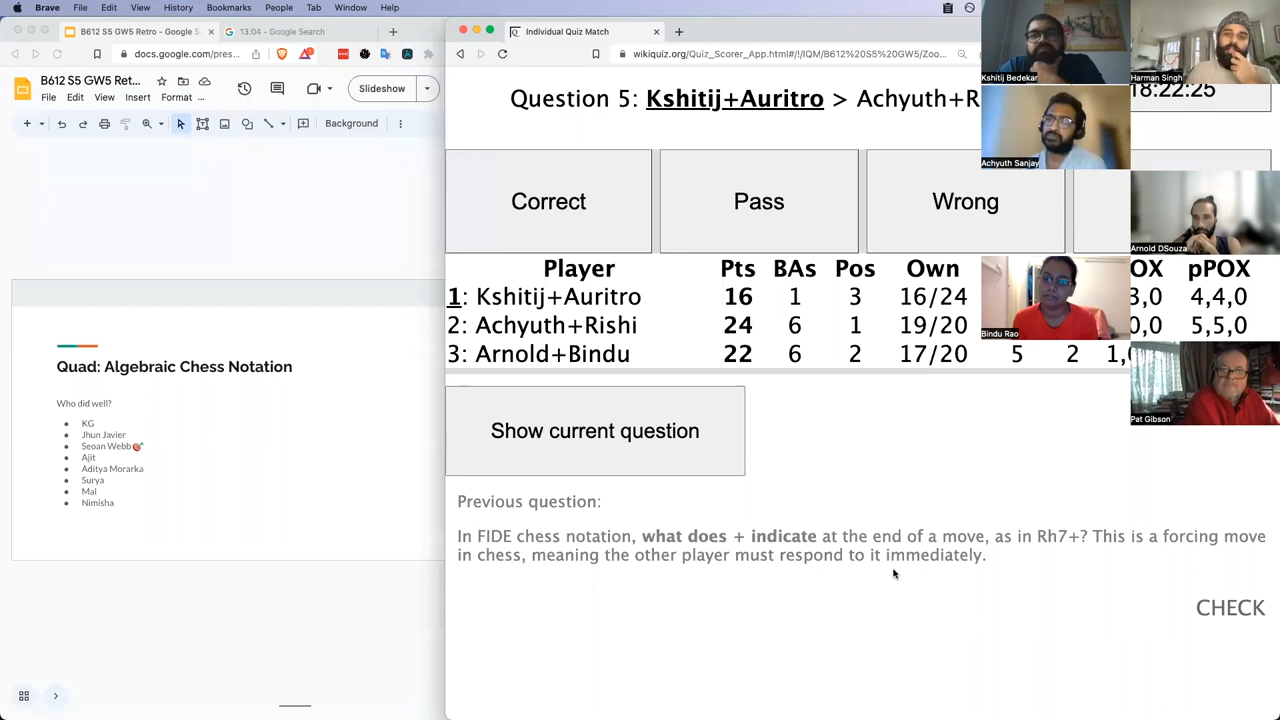 Brave File Edit View History Bookmarks People Tab Window Help
B612 S5 GW5 Retro - Google S
13:04 - Google Search
docs.google.com/presentati...
B612 S5 GW5 Ret...
File Edit View Insert Format ...
Slideshow
Background
Quad: Algebraic Chess Notation
Who did well?
KG
Jhun Javier
Seoan Webb
Ajit
Aditya Morarka
Surya
Mal
Nimisha
Individual Quiz Match
wikiquiz.org/Quiz_Scorer_App.html#/!/IQM/B612%20S5%20GW5/Zoo...
Question 5: Kshitij+Auritro > Achyuth+R
18:22:25
Correct
Pass
Wrong
Player Pts BAs Pos Own OX pPOX
1: Kshitij+Auritro 16 1 3 16/24 3,0 4,4,0
2: Achyuth+Rishi 24 6 1 19/20 0,0 5,5,0
3: Arnold+Bindu 22 6 2 17/20 5 2 1,
Show current question
Previous question:
In FIDE chess notation, what does + indicate at the end of a move, as in Rh7+? This is a forcing move
in chess, meaning the other player must respond to it immediately.
CHECK
Kshitij Bedekar
Harman Singh
Achyuth Sanjay
Arnold DSouza
Bindu Rao
Pat Gibson